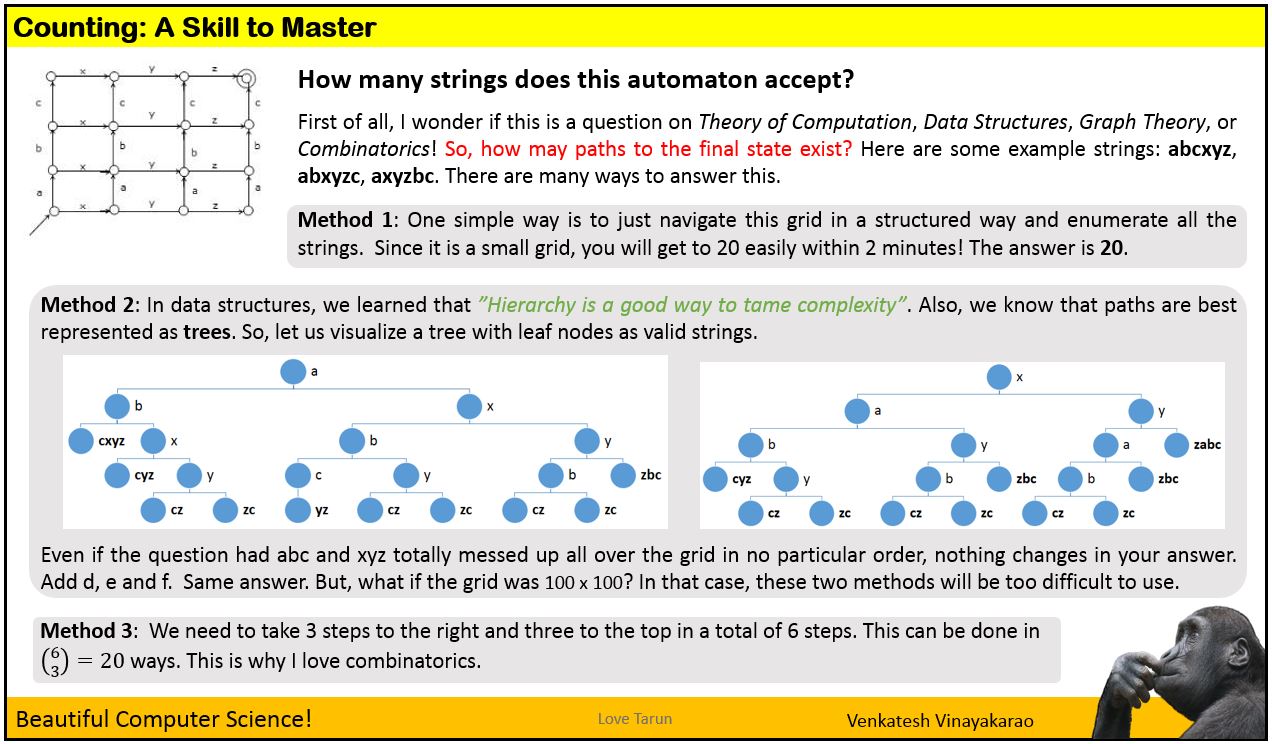 Counting: A Skill to Master
x y z
c c c c
x y z
b b b b
x y z
a a a a
x y z
How many strings does this automaton accept?
First of all, I wonder if this is a question on Theory of Computation, Data Structures, Graph Theory, or
Combinatorics! So, how may paths to the final state exist? Here are some example strings: abcxyz,
abxyzc, axyzbc. There are many ways to answer this.
Method 1: One simple way is to just navigate this grid in a structured way and enumerate all the
strings. Since it is a small grid, you will get to 20 easily within 2 minutes! The answer is 20.
Method 2: In data structures, we learned that ”Hierarchy is a good way to tame complexity”. Also, we know that paths are best
represented as trees. So, let us visualize a tree with leaf nodes as valid strings.
a
b x
cxyz x b y
cyz y c y b zbc
cz zc yz cz zc cz zc
x
a y
b y a zabc
cyz y b zbc b zbc
cz zc cz zc cz zc
Even if the question had abc and xyz totally messed up all over the grid in no particular order, nothing changes in your answer.
Add d, e and f. Same answer. But, what if the grid was 100 x 100? In that case, these two methods will be too difficult to use.
Method 3: We need to take 3 steps to the right and three to the top in a total of 6 steps. This can be done in
(6 3) = 20 ways. This is why I love combinatorics.
Beautiful Computer Science! Love Tarun Venkatesh Vinayakarao